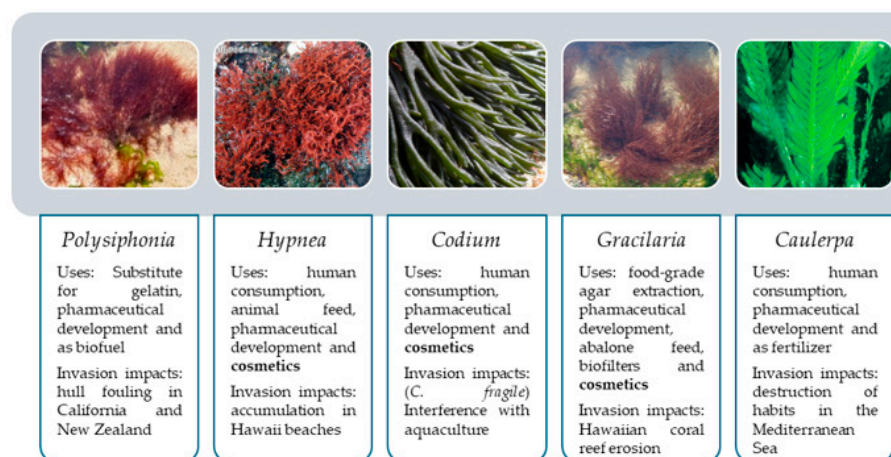 Polysiphonia
Uses: Substitute
for gelatin,
pharmaceutical
development and
as biofuel
Invasion impacts:
hull fouling in
California and
New Zealand
Hypnea
Uses: human
consumption,
animal feed,
pharmaceutical
development and
cosmetics
Invasion impacts:
accumulation in
Hawaii beaches
Codium
Uses: human
consumption,
pharmaceutical
development and
cosmetics
Invasion impacts:
(C. fragile)
Interference with
aquaculture
Gracilaria
Uses: food-grade
agar extraction,
pharmaceutical
development,
abalone feed,
biofilters and
cosmetics
Invasion impacts:
Hawaiian coral
reef erosion
Caulerpa
Uses: human
consumption,
pharmaceutical
development and
as fertilizer
Invasion impacts:
destruction of
habits in the
Mediterranean
Sea